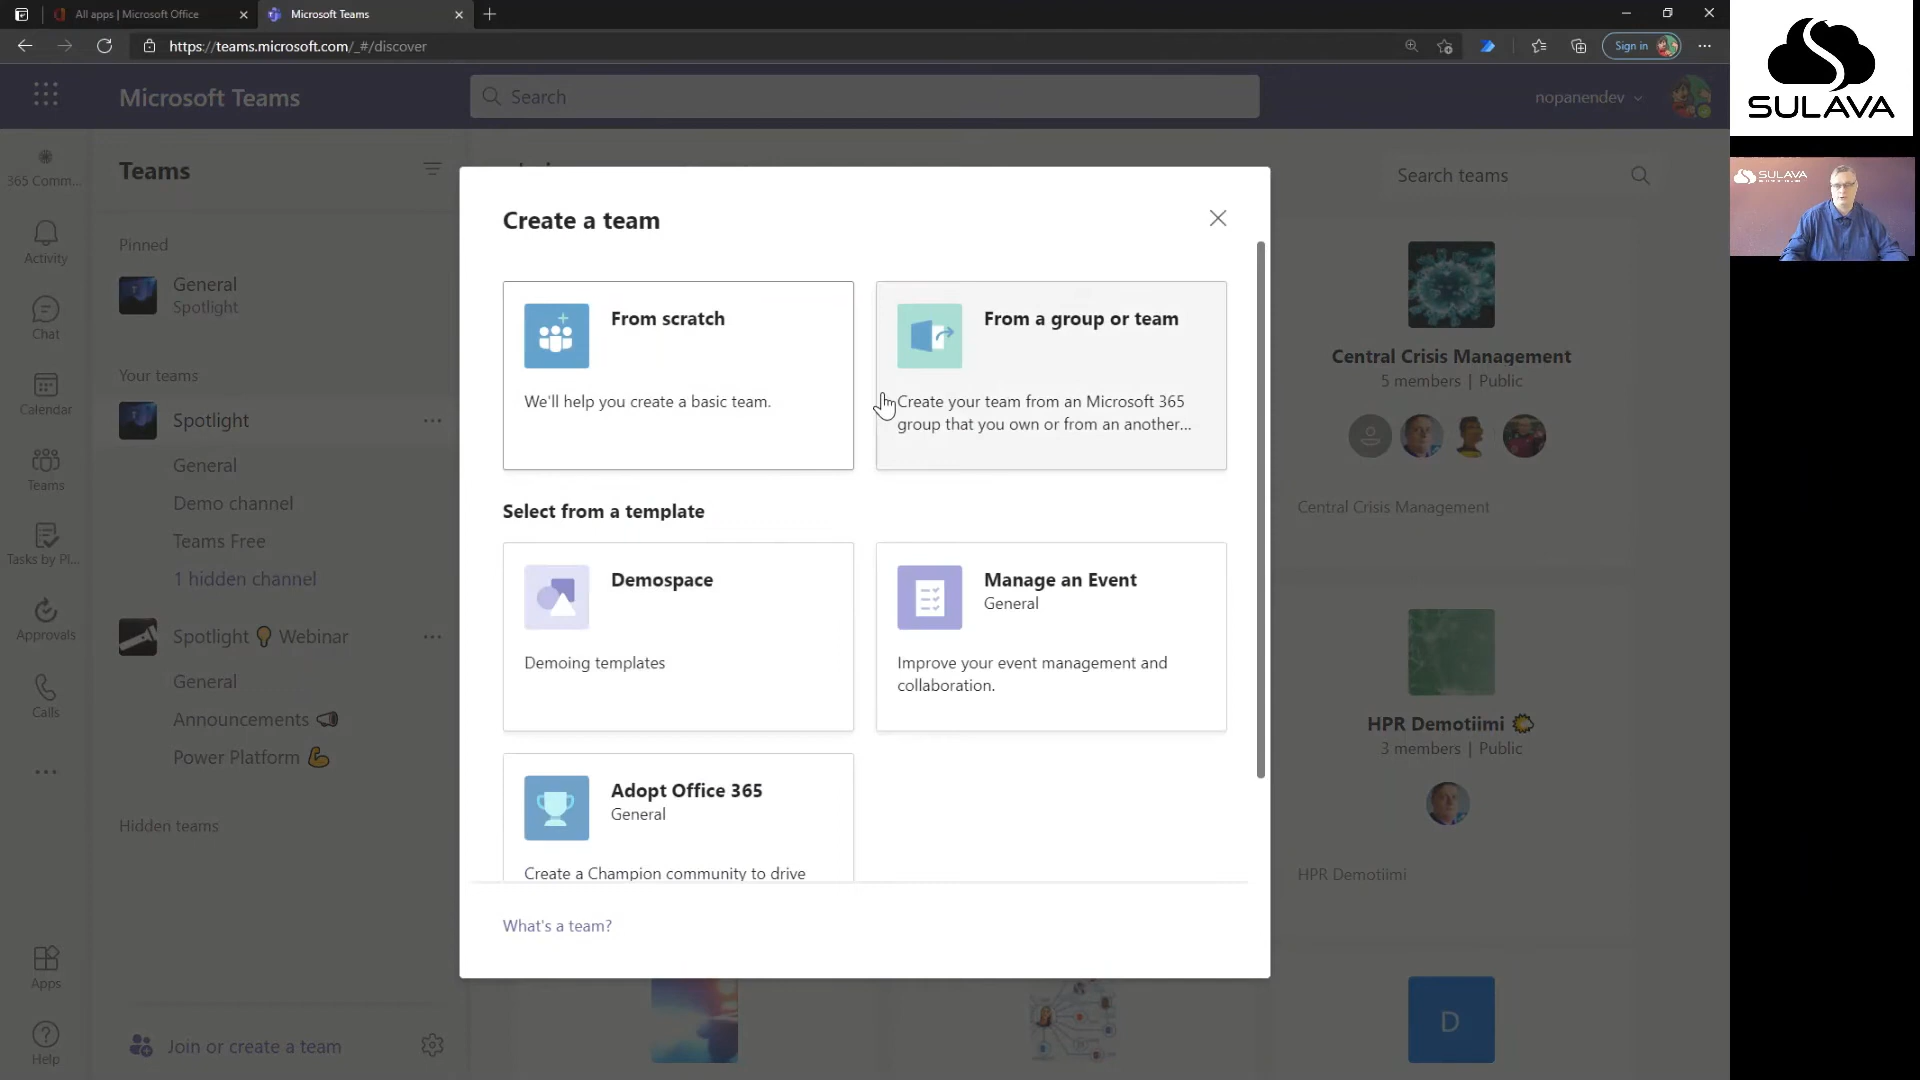 All apps | Microsoft Office
Microsoft Teams
https://teams.microsoft.com/_#/discover
Sign in
Microsoft Teams
Search
nopanendev
SULAVA
SULAVA
365 Comm...
Activity
Chat
Calendar
Teams
Tasks by Pl...
Approvals
Calls
Apps
Help
Teams
Pinned
General
Spotlight
Your teams
Spotlight
General
Demo channel
Teams Free
1 hidden channel
Spotlight 💡 Webinar
General
Announcements 📣
Power Platform 💪
Hidden teams
Join or create a team
Create a team
From scratch
We'll help you create a basic team.
From a group or team
Create your team from an Microsoft 365
group that you own or from an another...
Select from a template
Demospace
Demoing templates
Manage an Event
General
Improve your event management and
collaboration.
Adopt Office 365
General
Create a Champion community to drive
What's a team?
Search teams
Central Crisis Management
5 members | Public
Central Crisis Management
HPR Demotiimi
3 members | Public
HPR Demotiimi
D